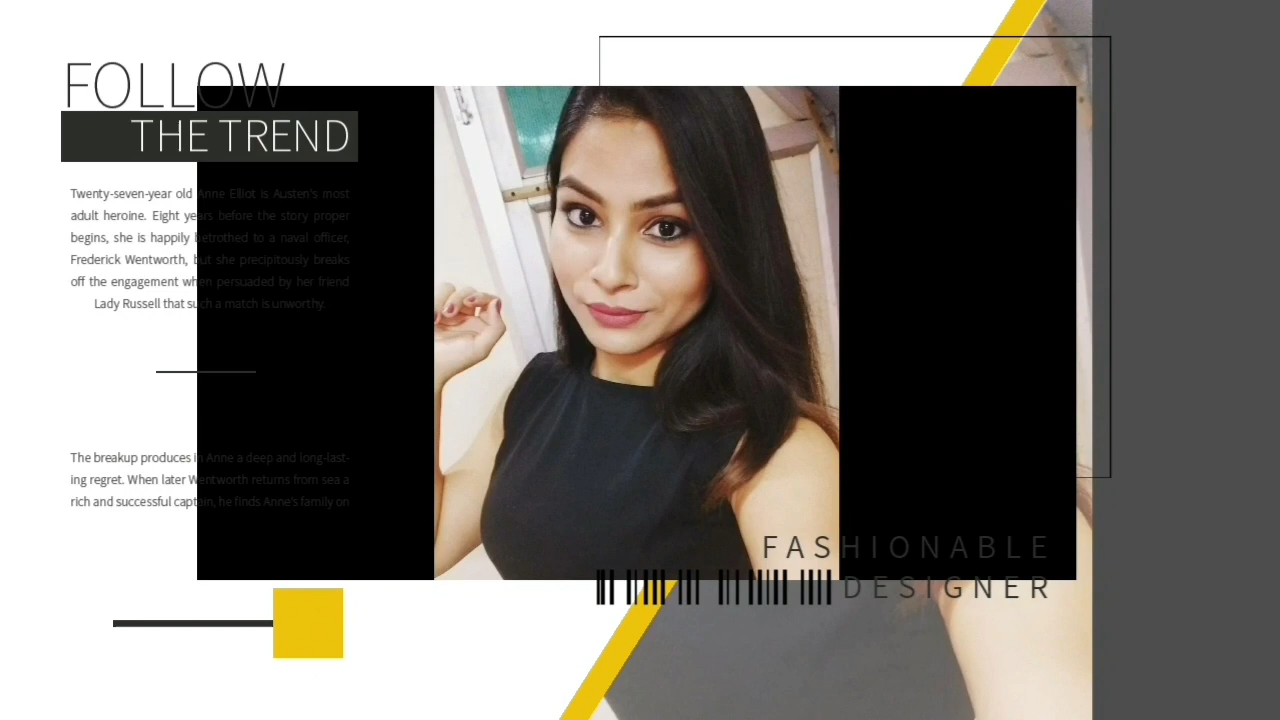 FOLLOW
THE TREND
Twenty-seven-year old Anne Elliot is Austen's most
adult heroine. Eight years before the story proper
begins, she is happily betrothed to a naval officer,
Frederick Wentworth, but she precipitously breaks
off the engagement when persuaded by her friend
Lady Russell that such a match is unworthy.
The breakup produces in Anne a deep and long-last-
ing regret. When later Wentworth returns from sea a
rich and successful captain, he finds Anne's family on
FASHIONABLE
DESIGNER